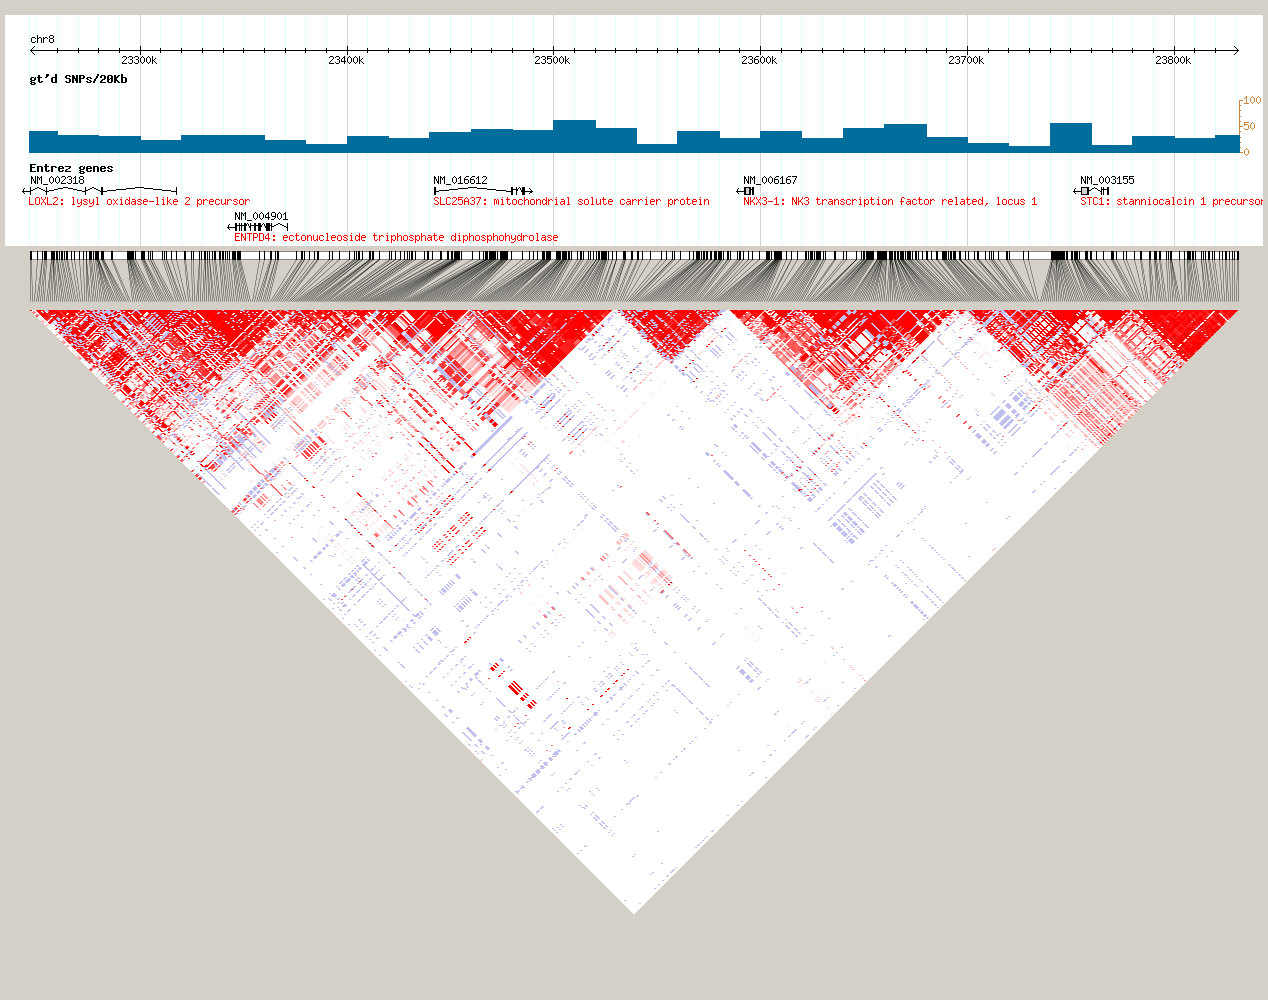 chr8
23300k 23400k 23500k 23600k 23700k 23800k
gt'd SNPs/20Kb
100
50
0
Entrez genes
NM_002318 NM_016612 NM_006167 NM_003155
LOXL2: lysyl oxidase-like 2 precursor SLC25A37: mitochondrial solute carrier protein NKX3-1: NK3 transcription factor related, locus 1 STC1: stanniocalcin 1 precursor
NM_004901
ENTPD4: ectonucleoside triphosphate diphosphohydrolase